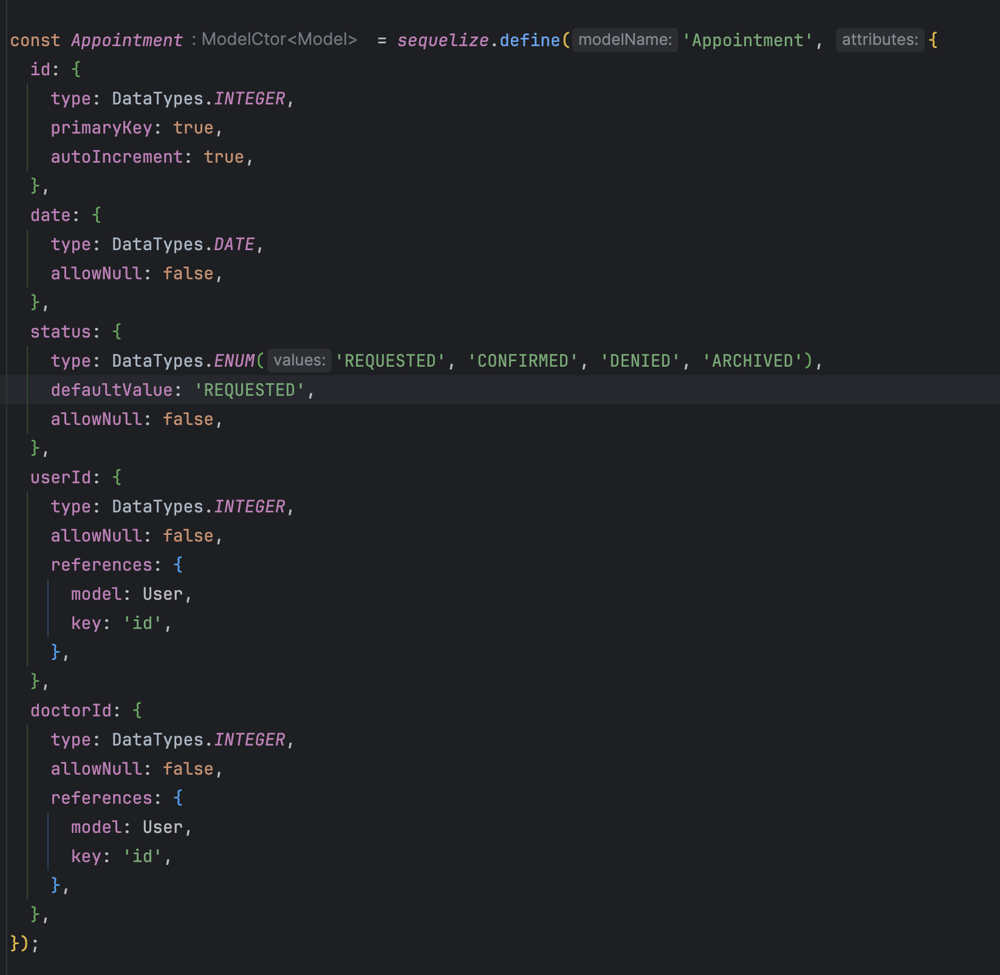 const Appointment : ModelCtor<Model> = sequelize.define( modelName: 'Appointment', attributes: {
  id: {
    type: DataTypes.INTEGER,
    primaryKey: true,
    autoIncrement: true,
  },
  date: {
    type: DataTypes.DATE,
    allowNull: false,
  },
  status: {
    type: DataTypes.ENUM( values: 'REQUESTED', 'CONFIRMED', 'DENIED', 'ARCHIVED'),
    defaultValue: 'REQUESTED',
    allowNull: false,
  },
  userId: {
    type: DataTypes.INTEGER,
    allowNull: false,
    references: {
      model: User,
      key: 'id',
    },
  },
  doctorId: {
    type: DataTypes.INTEGER,
    allowNull: false,
    references: {
      model: User,
      key: 'id',
    },
  },
});